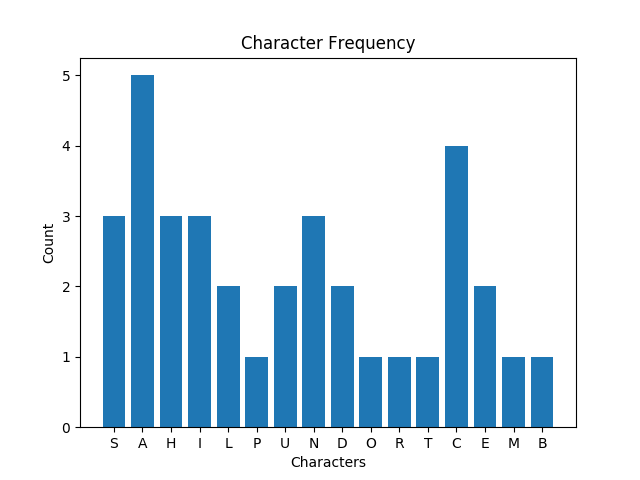 Character Frequency
5
4
3
2
1
0
Count
S A H I L P U N D O R T C E M B
Characters